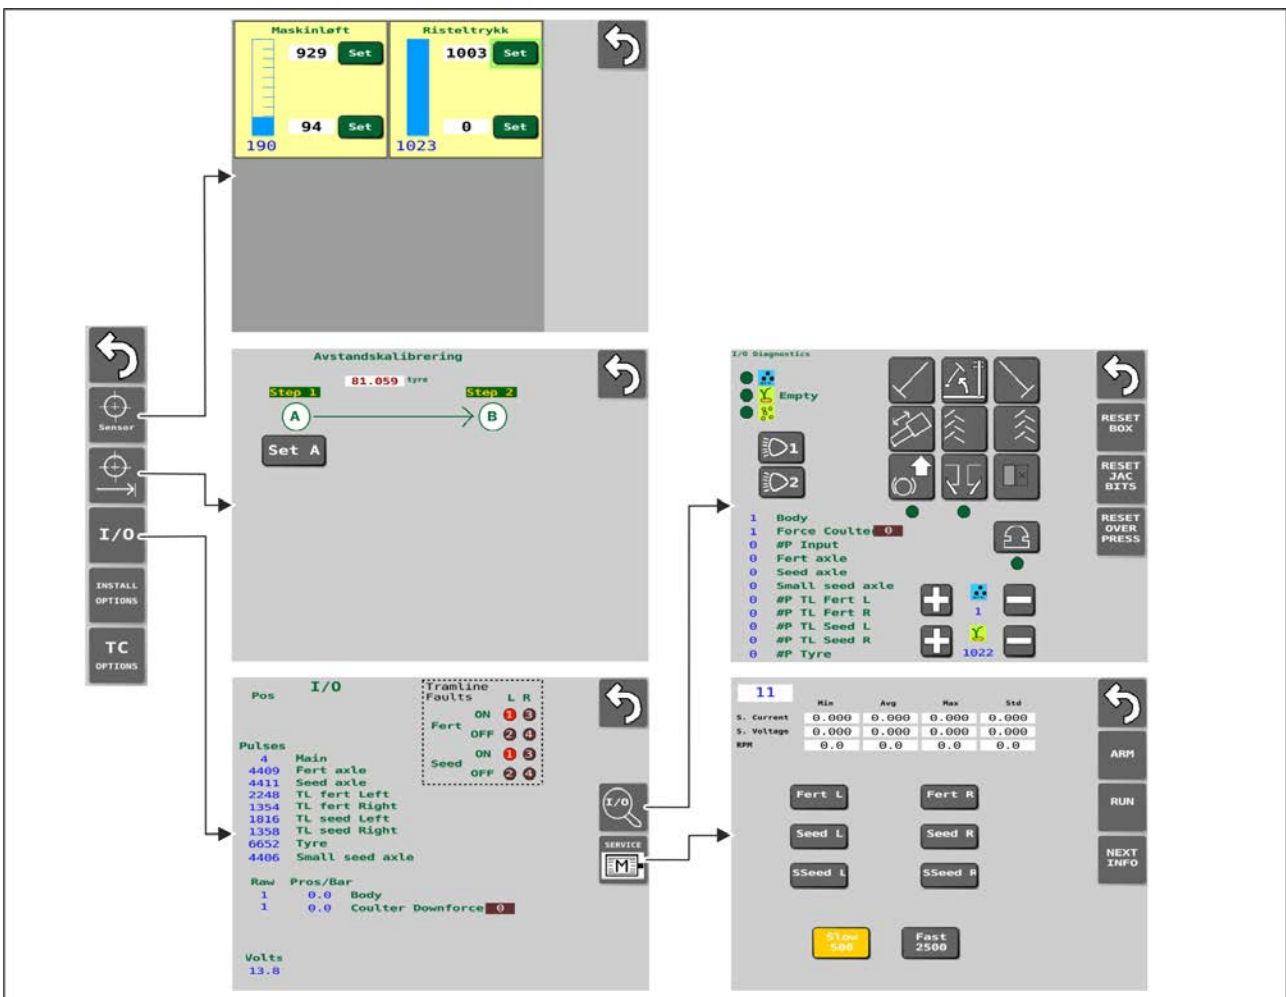 Maskinløft
929 Set
94 Set
190
Risteltrykk
1003 Set
0 Set
1023
Sensor
I/O
INSTALL
OPTIONS
TC
OPTIONS
Avstandskalibrering
81.059 tyre
Step 1 Step 2
A B
Set A
I/O
Pos
Tramline
Faults L R
Fert ON 1 3
OFF 2 4
Seed ON 1 3
OFF 2 4
Pulses
4 Main
4409 Fert axle
4411 Seed axle
2248 TL fert Left
1354 TL fert Right
1816 TL seed Left
1358 TL seed Right
6652 Tyre
4406 Small seed axle
Raw Pros/Bar
1 0.0 Body
1 0.0 Coulter Downforce 0
Volts
13.8
I/O
SERVICE
M
I/O Diagnostics
Empty
1
2
RESET
BOX
RESET
JAC
BITS
RESET
OVER
PRESS
1 Body
1 Force Coulte 0
0 #P Input
0 Fert axle
0 Seed axle
0 Small seed axle
0 #P TL Fert L
0 #P TL Fert R
0 #P TL Seed L
0 #P TL Seed R
0 #P Tyre
1
1022
11
Min Avg Max Std
S. Current 0.000 0.000 0.000 0.000
S. Voltage 0.000 0.000 0.000 0.000
RPM 0.0 0.0 0.0 0.0
Fert L Fert R
Seed L Seed R
SSeed L SSeed R
Slow
500
Fast
2500
ARM
RUN
NEXT
INFO